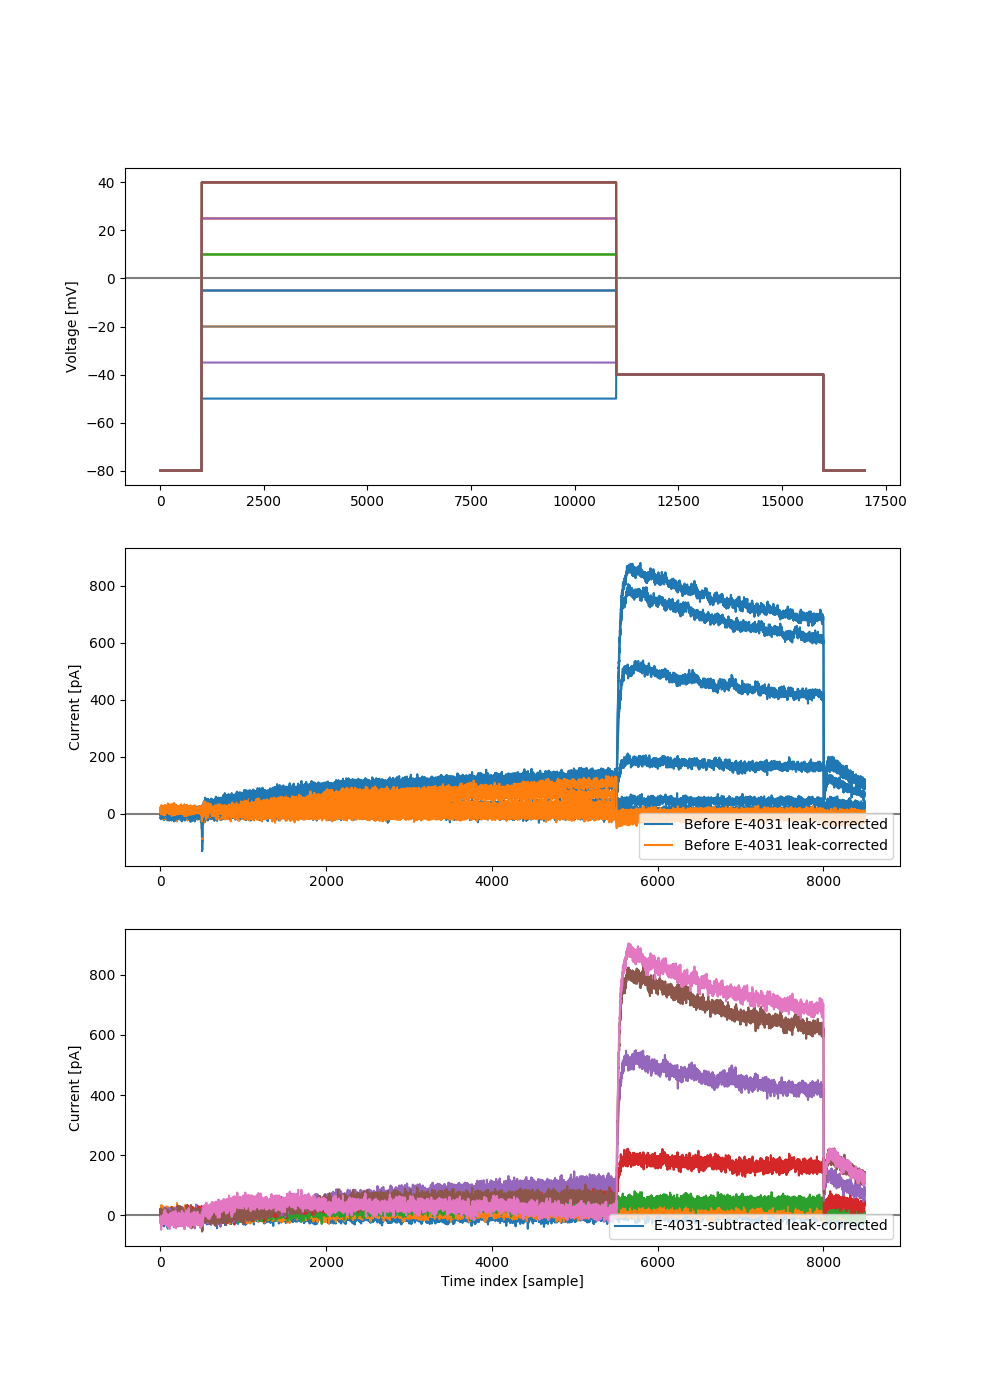 Voltage [mV]
40
20
0
−20
−40
−60
−80
0 2500 5000 7500 10000 12500 15000 17500
Current [pA]
800
600
400
200
0
Before E-4031 leak-corrected
Before E-4031 leak-corrected
0 2000 4000 6000 8000
Current [pA]
800
600
400
200
0
E-4031-subtracted leak-corrected
0 2000 4000 6000 8000
Time index [sample]